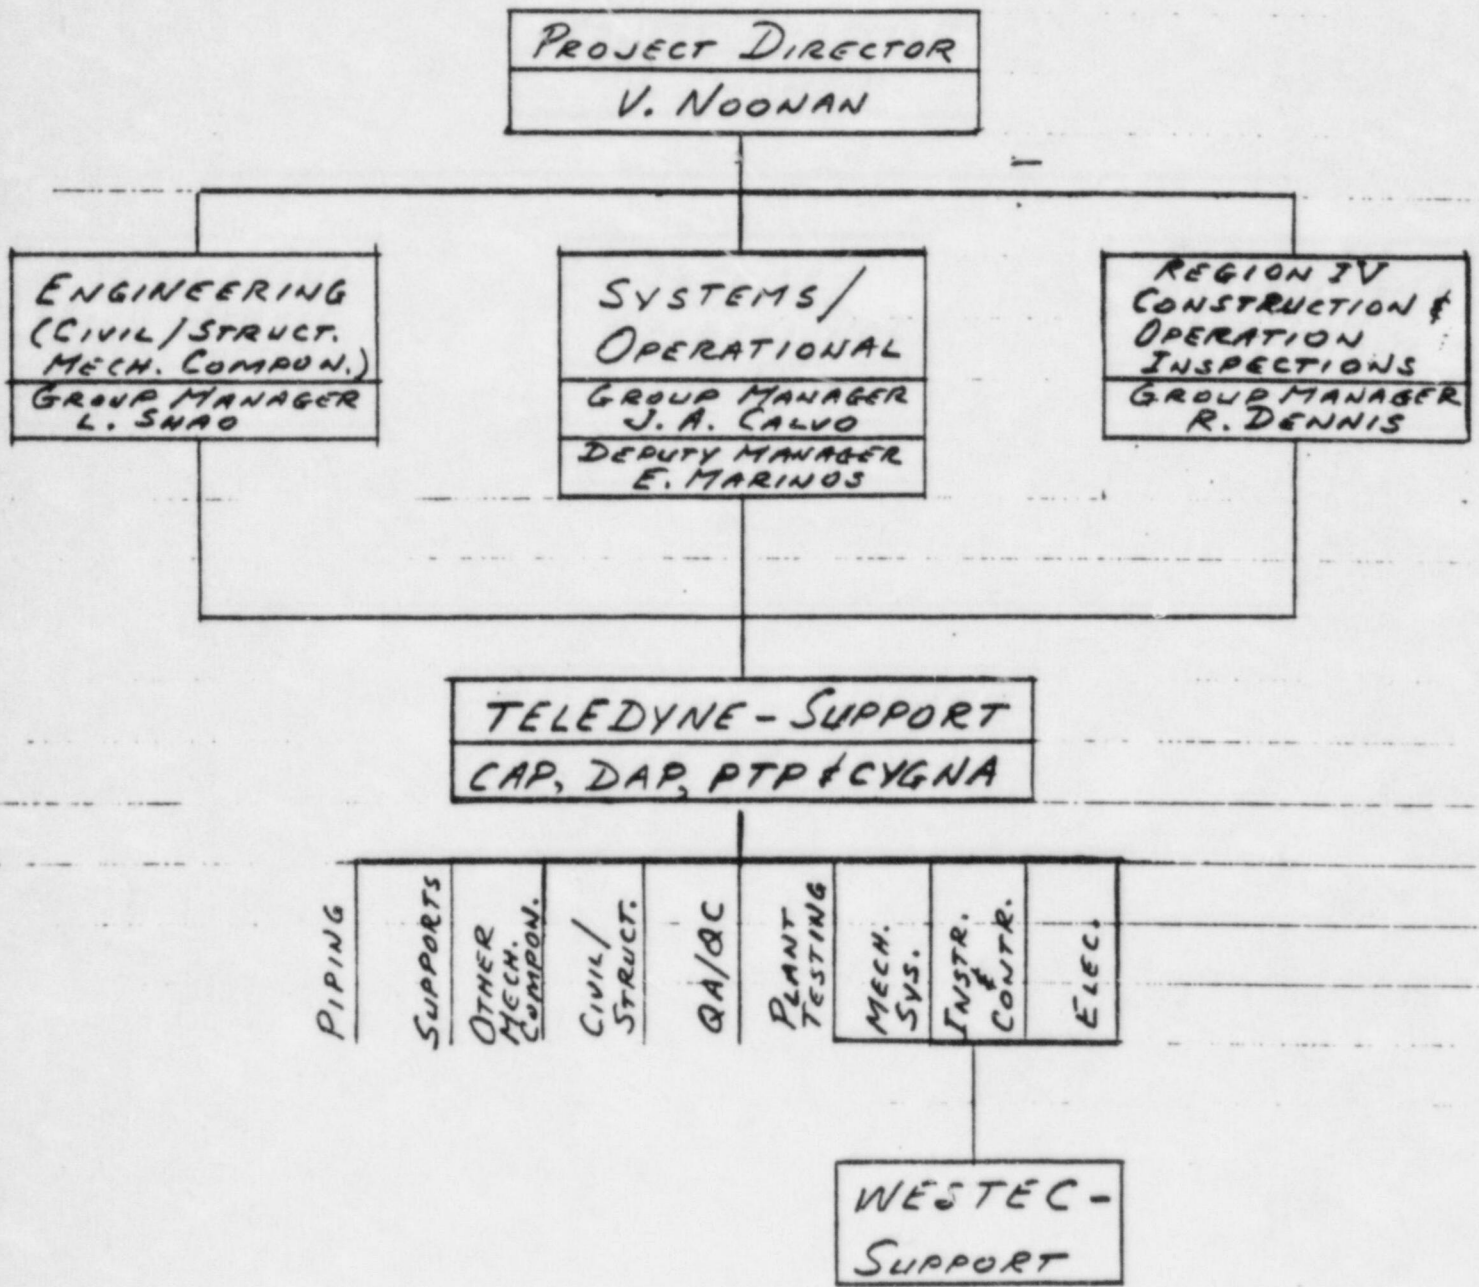 PROJECT DIRECTOR
V. NOONAN
ENGINEERING
(CIVIL/STRUCT.
MECH. COMPON.)
GROUP MANAGER
L. SHAO
SYSTEMS/
OPERATIONAL
GROUP MANAGER
J. A. CALVO
DEPUTY MANAGER
E. MARINOS
REGION IV
CONSTRUCTION &
OPERATION
INSPECTIONS
GROUP MANAGER
R. DENNIS
TELEDYNE - SUPPORT
CAP, DAP, PTP & CYGNA
PIPING
SUPPORTS
OTHER
MECH.
COMPON.
CIVIL/
STRUCT.
QA/QC
PLANT
TESTING
MECH.
SYS.
INSTR.
&
CONTR.
ELEC.
WESTEC -
SUPPORT